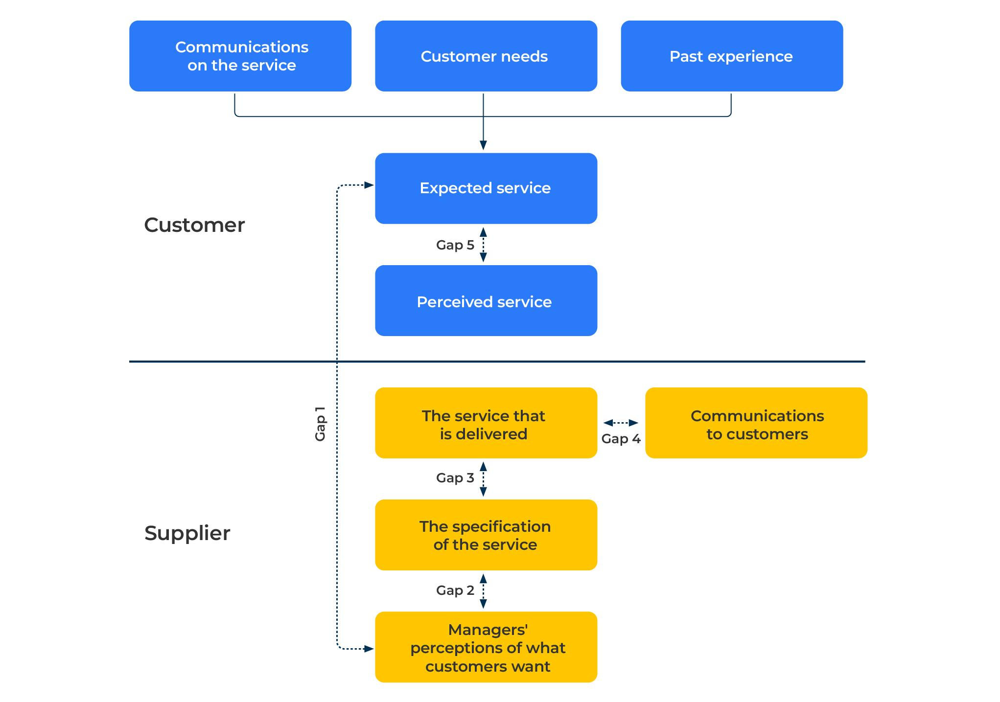 Communications
on the service
Customer needs
Past experience
Expected service
Customer
Gap 5
Perceived service
Gap 1
The service that
is delivered
Gap 4
Communications
to customers
Gap 3
Supplier
The specification
of the service
Gap 2
Managers'
perceptions of what
customers want